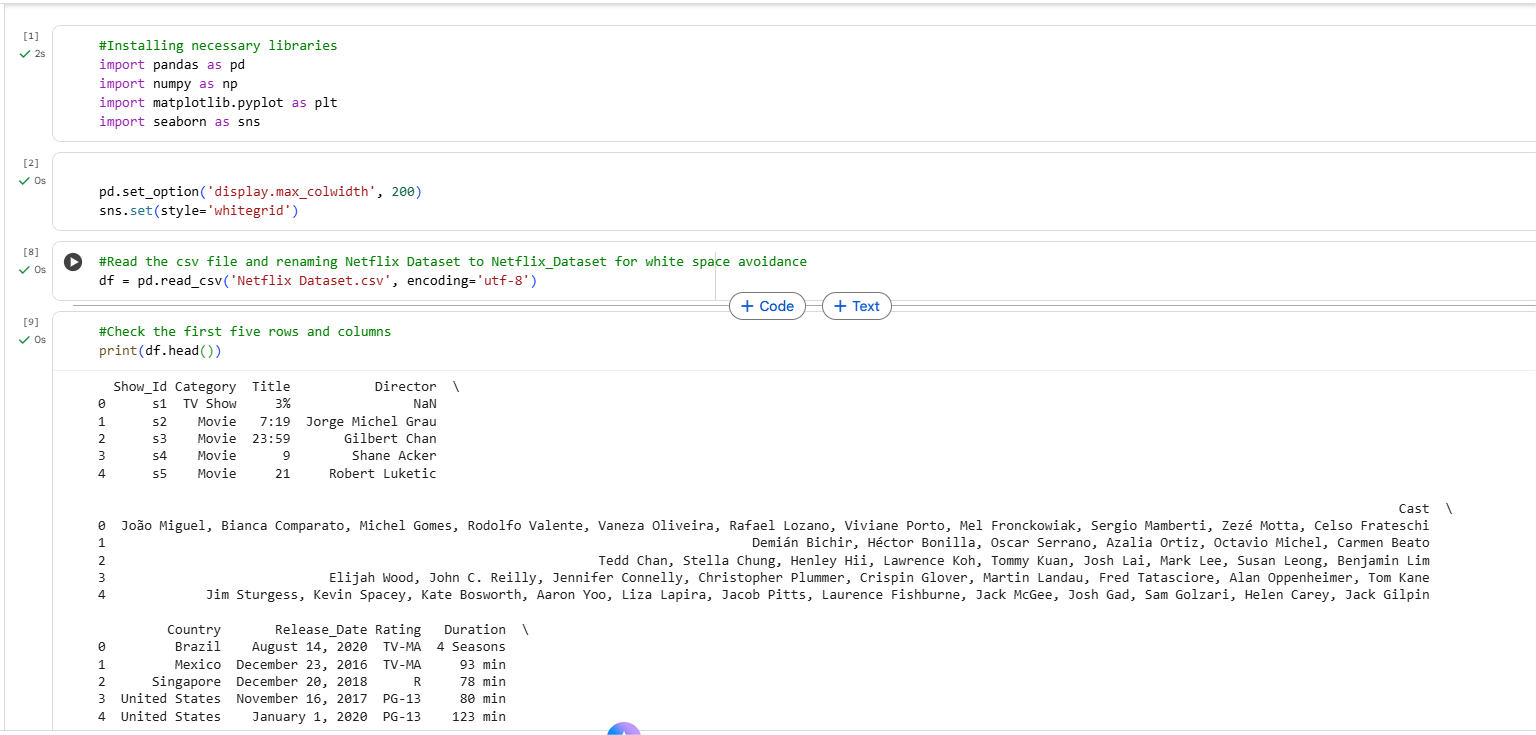 [1]
2s
#Installing necessary libraries
import pandas as pd
import numpy as np
import matplotlib.pyplot as plt
import seaborn as sns
[2]
0s
pd.set_option('display.max_colwidth', 200)
sns.set(style='whitegrid')
[8]
0s
#Read the csv file and renaming Netflix Dataset to Netflix_Dataset for white space avoidance
df = pd.read_csv('Netflix Dataset.csv', encoding='utf-8')
+ Code + Text
[9]
0s
#Check the first five rows and columns
print(df.head())
Show_Id Category Title Director \
0 s1 TV Show 3% NaN
1 s2 Movie 7:19 Jorge Michel Grau
2 s3 Movie 23:59 Gilbert Chan
3 s4 Movie 9 Shane Acker
4 s5 Movie 21 Robert Luketic
Cast \
0 João Miguel, Bianca Comparato, Michel Gomes, Rodolfo Valente, Vaneza Oliveira, Rafael Lozano, Viviane Porto, Mel Fronckowiak, Sergio Mamberti, Zezé Motta, Celso Frateschi
1 Demián Bichir, Héctor Bonilla, Oscar Serrano, Azalia Ortiz, Octavio Michel, Carmen Beato
2 Tedd Chan, Stella Chung, Henley Hii, Lawrence Koh, Tommy Kuan, Josh Lai, Mark Lee, Susan Leong, Benjamin Lim
3 Elijah Wood, John C. Reilly, Jennifer Connelly, Christopher Plummer, Crispin Glover, Martin Landau, Fred Tatasciore, Alan Oppenheimer, Tom Kane
4 Jim Sturgess, Kevin Spacey, Kate Bosworth, Aaron Yoo, Liza Lapira, Jacob Pitts, Laurence Fishburne, Jack McGee, Josh Gad, Sam Golzari, Helen Carey, Jack Gilpin
Country Release_Date Rating Duration \
0 Brazil August 14, 2020 TV-MA 4 Seasons
1 Mexico December 23, 2016 TV-MA 93 min
2 Singapore December 20, 2018 R 78 min
3 United States November 16, 2017 PG-13 80 min
4 United States January 1, 2020 PG-13 123 min